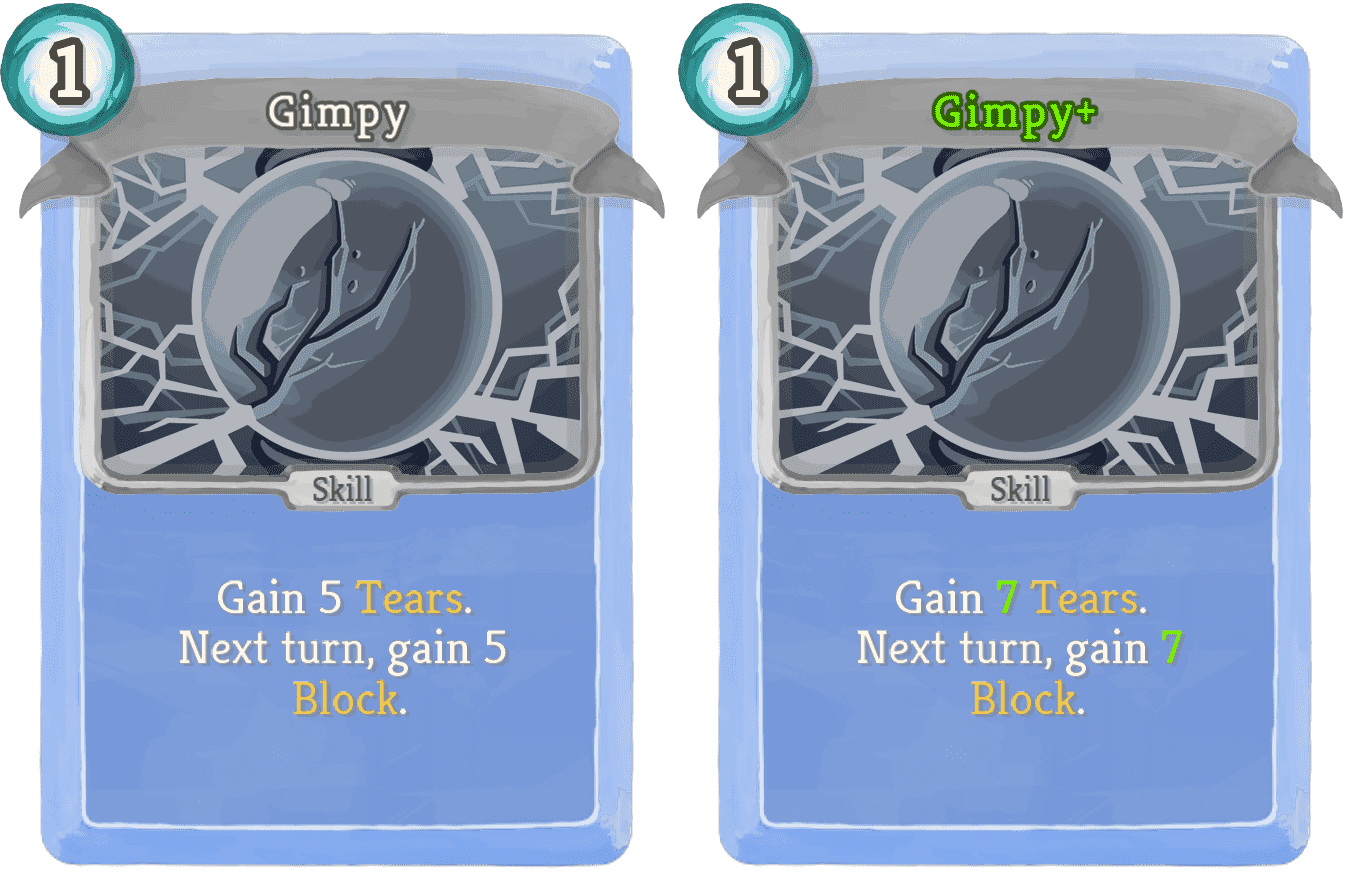 1
Gimpy
Skill
Gain 5 Tears.
Next turn, gain 5
Block.
1
Gimpy+
Skill
Gain 7 Tears.
Next turn, gain 7
Block.